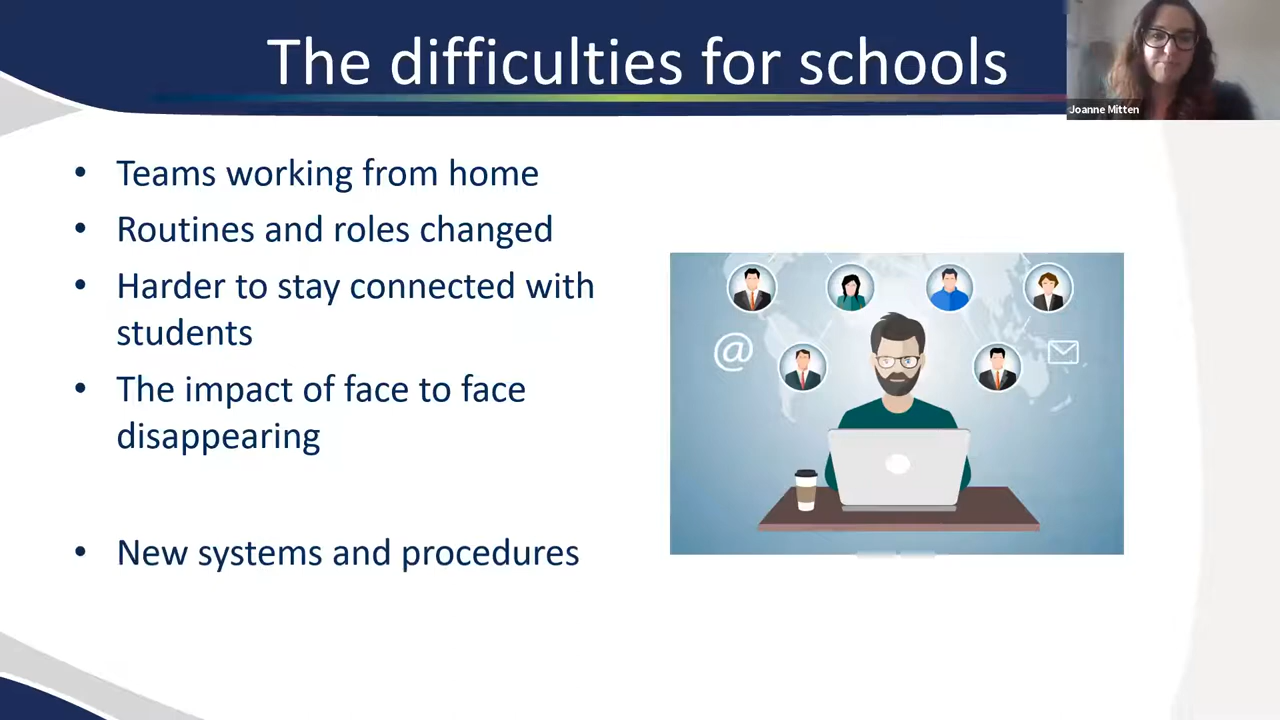 The difficulties for schools
Joanne Mitten
• Teams working from home
• Routines and roles changed
• Harder to stay connected with
students
• The impact of face to face
disappearing
• New systems and procedures
@